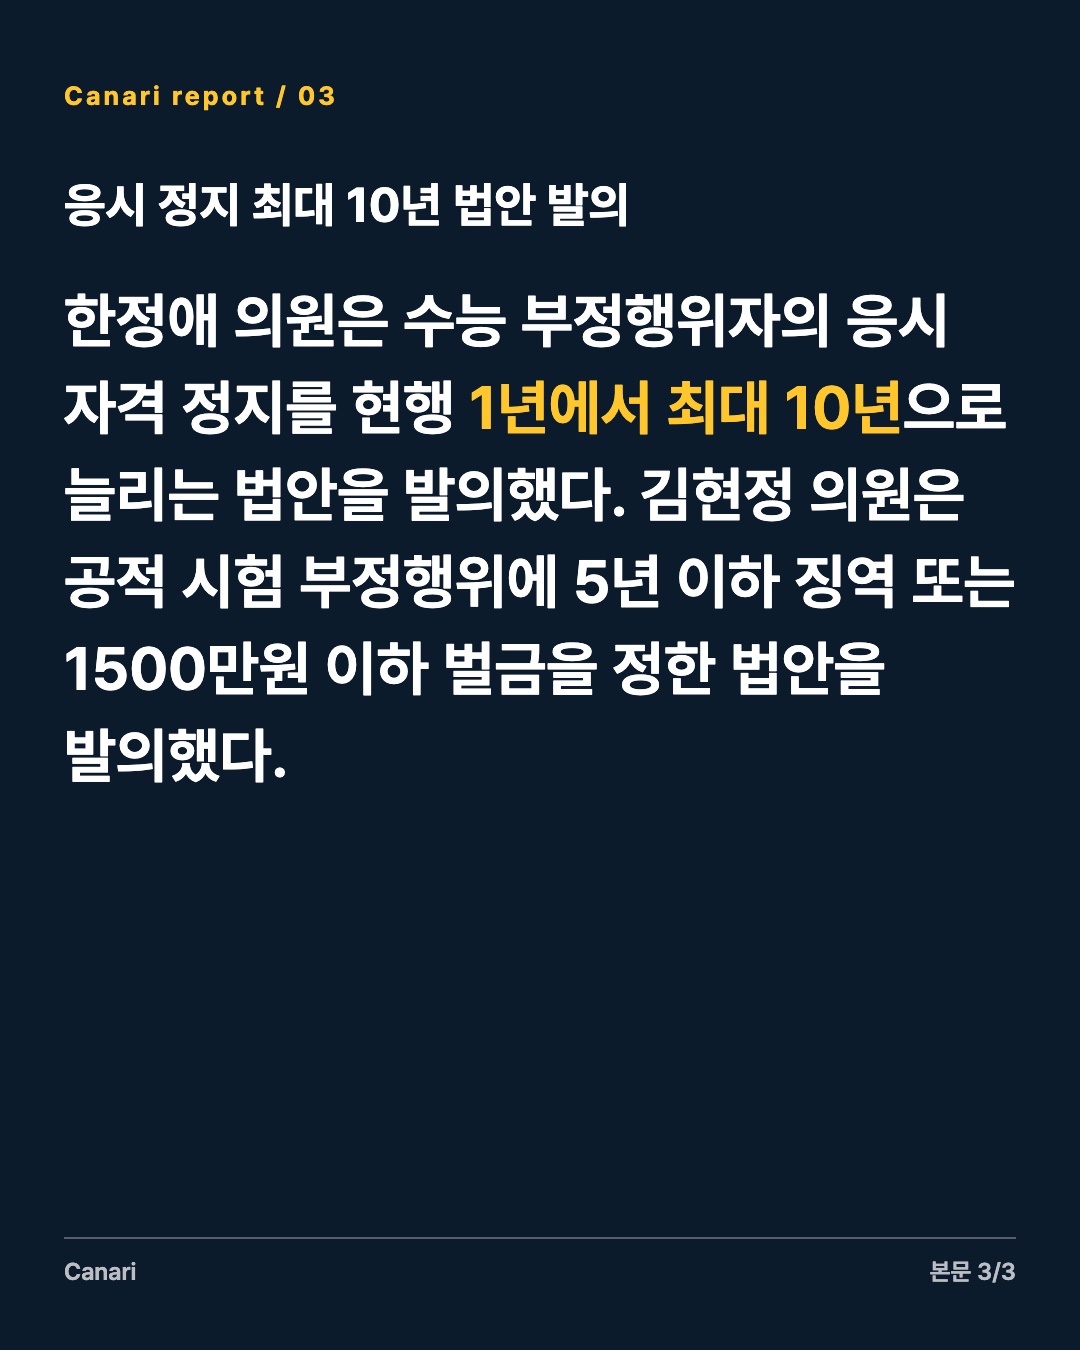 Canari report / 03
응시 정지 최대 10년 법안 발의
한정애 의원은 수능 부정행위자의 응시
자격 정지를 현행 1년에서 최대 10년으로
늘리는 법안을 발의했다. 김현정 의원은
공적 시험 부정행위에 5년 이하 징역 또는
1500만원 이하 벌금을 정한 법안을
발의했다.
Canari
본문 3/3